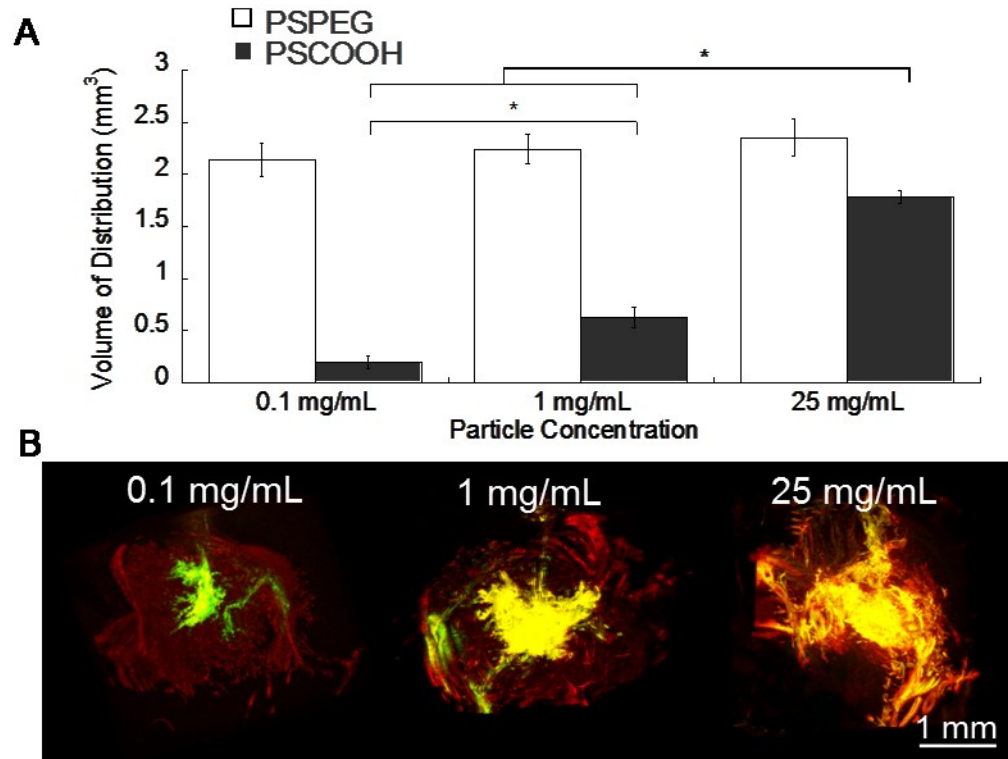 A
PSPEG
PSCOOH
Volume of Distribution (mm³)
3
2.5
2
1.5
1
0.5
0
*
*
0.1 mg/mL 1 mg/mL 25 mg/mL
Particle Concentration
B
0.1 mg/mL 1 mg/mL 25 mg/mL
1 mm